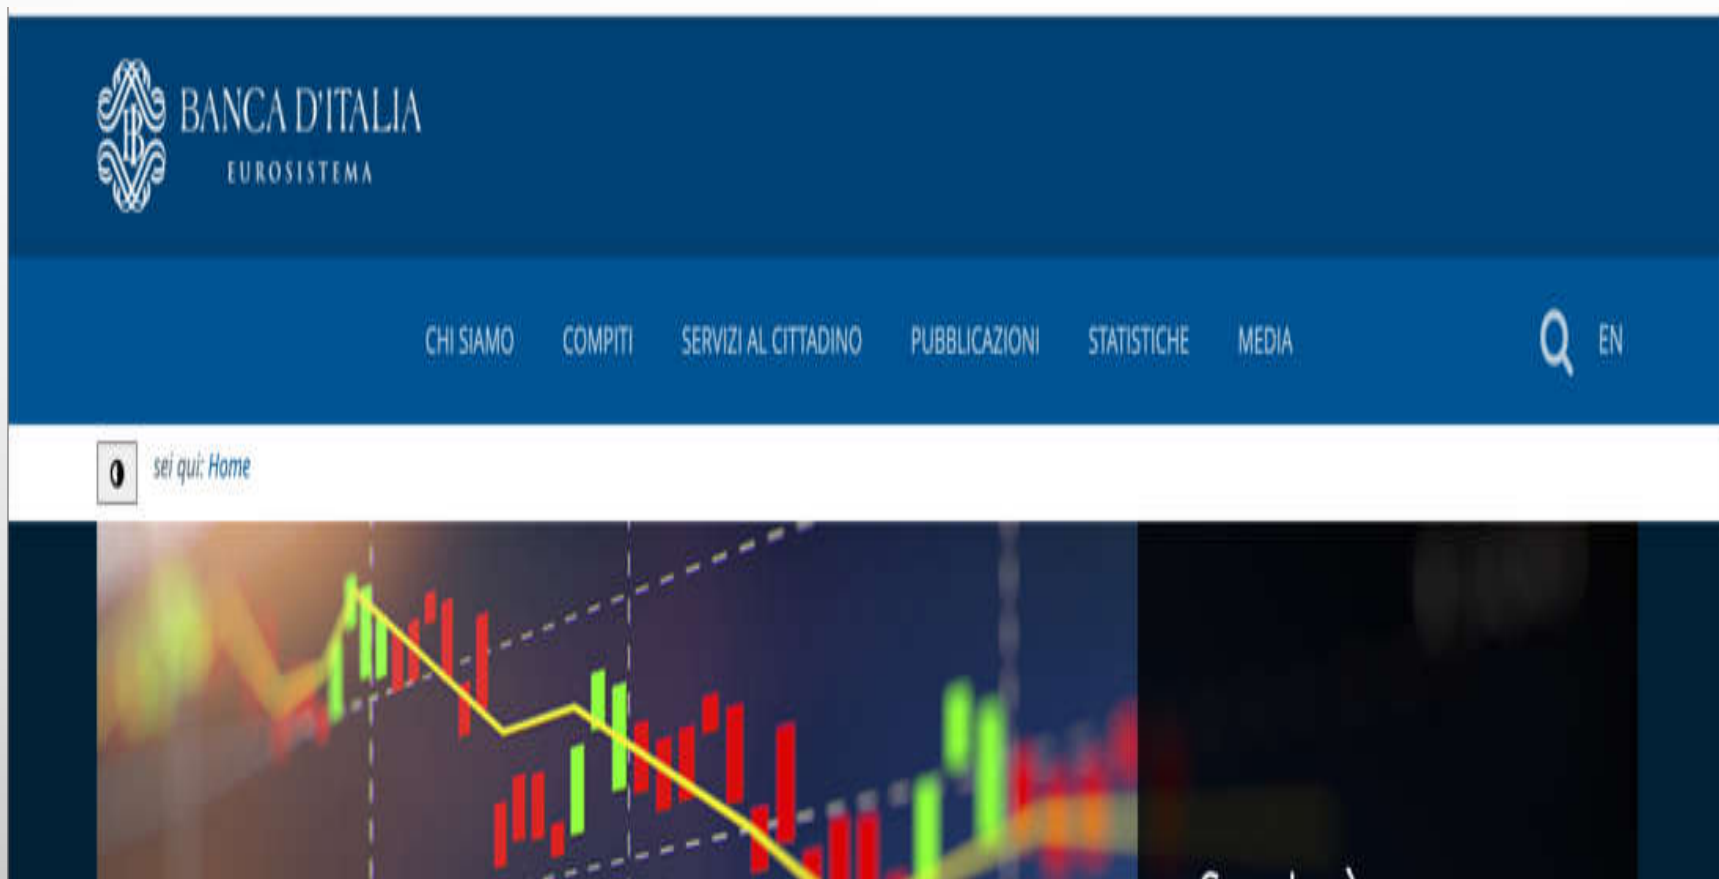 BANCA D'ITALIA
EUROSISTEMA
CHI SIAMO COMPITI SERVIZI AL CITTADINO PUBBLICAZIONI STATISTICHE MEDIA EN
sei qui: Home